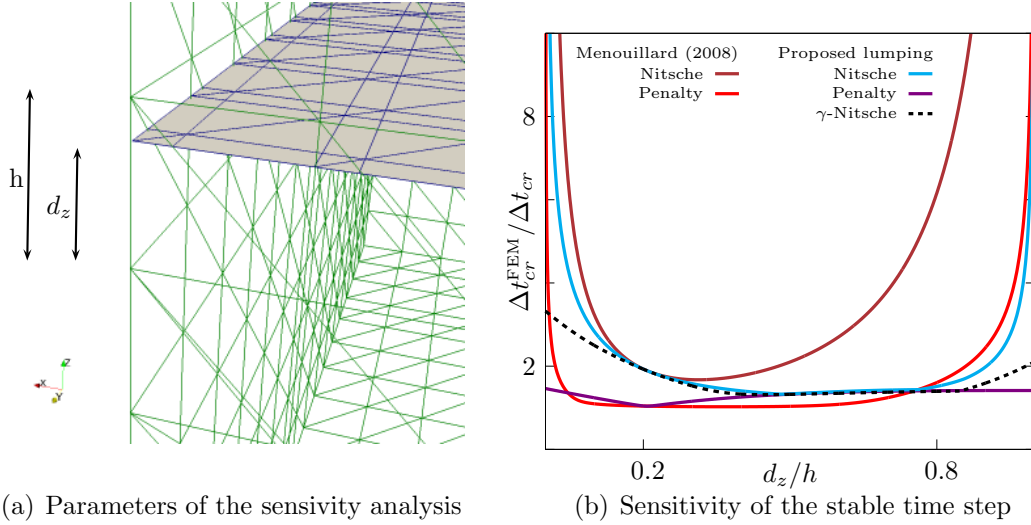 h
d_z
X
Z
Y
(a) Parameters of the sensivity analysis
Δt_cr^FEM/Δt_cr
8
2
Menouillard (2008)
Nitsche
Penalty
Proposed lumping
Nitsche
Penalty
γ-Nitsche
0.2
d_z/h
0.8
(b) Sensitivity of the stable time step